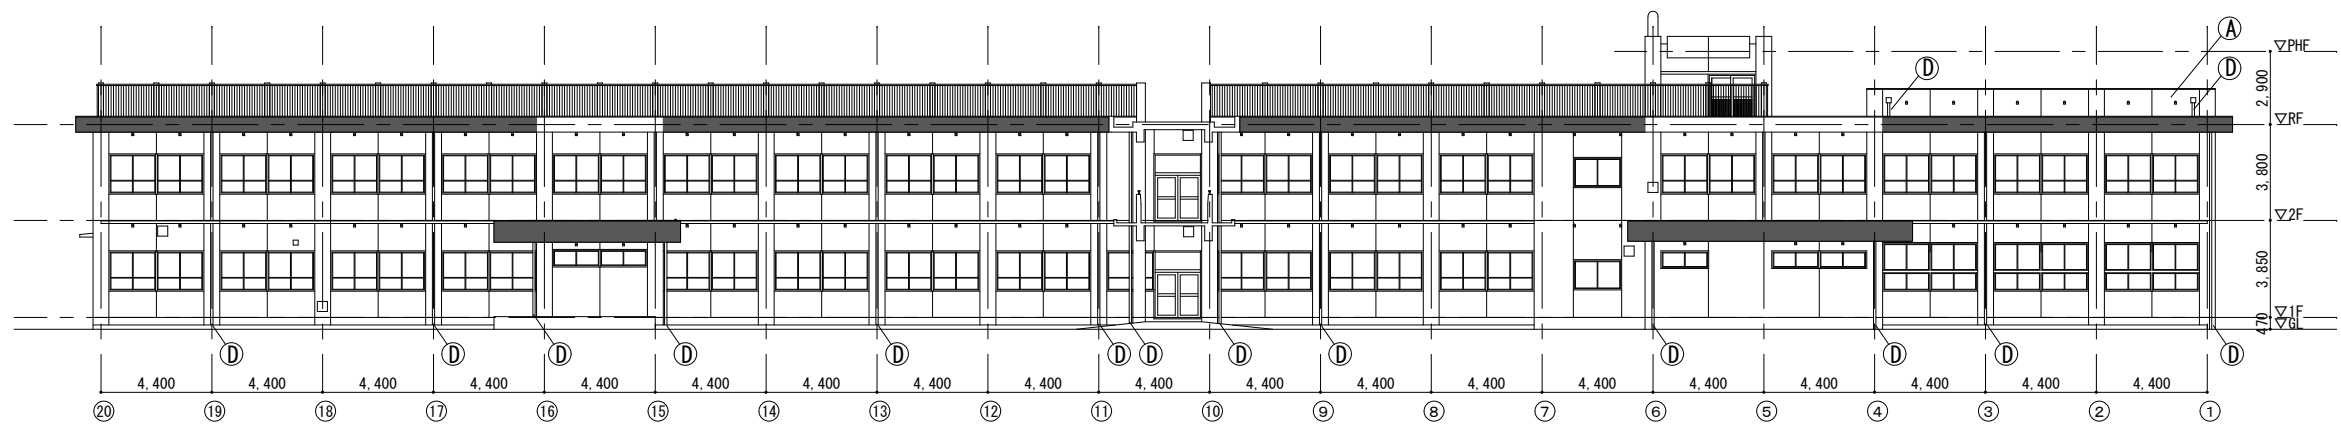 A
▽PHF
D D
2,900
▽RF
3,800
▽2F
3,850
▽1F
470
▽GL
D D D D D D D D D D D D D
4,400 4,400 4,400 4,400 4,400 4,400 4,400 4,400 4,400 4,400 4,400 4,400 4,400 4,400 4,400 4,400 4,400 4,400 4,400
⑳ ⑲ ⑱ ⑰ ⑯ ⑮ ⑭ ⑬ ⑫ ⑪ ⑩ ⑨ ⑧ ⑦ ⑥ ⑤ ④ ③ ② ①